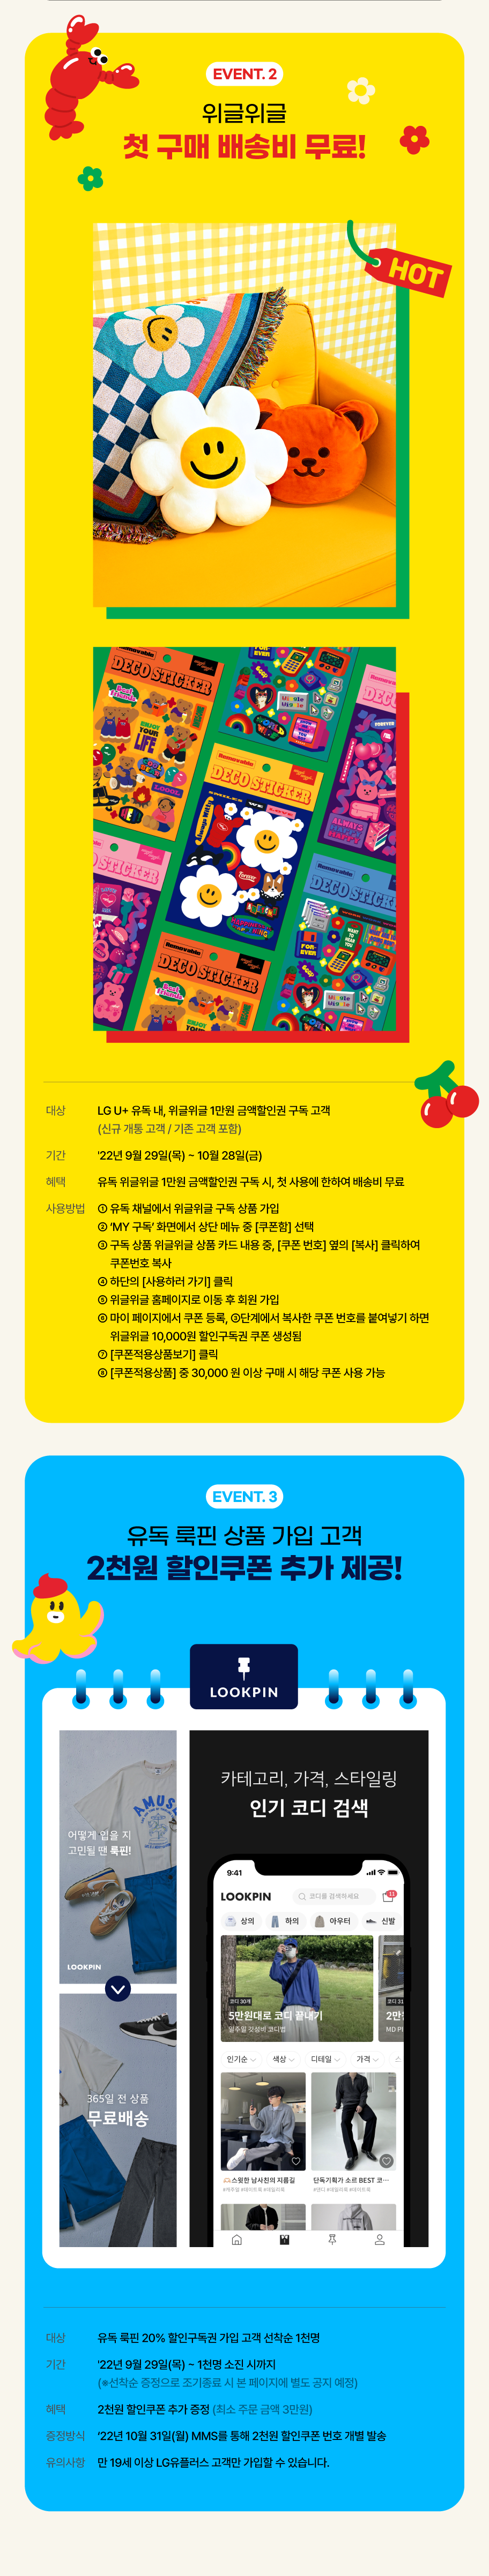 EVENT. 2
위글위글
첫 구매 배송비 무료!
HOT
DECO STICKER
ENJOY
YOUR
LIFE
Removable
DECO STICKER
Removable
DECO STICKER
Removable
DECO STICKER
대상 LG U+ 유독 내, 위글위글 1만원 금액할인권 구독 고객
(신규 개통 고객 / 기존 고객 포함)
기간 '22년 9월 29일(목) ~ 10월 28일(금)
혜택 유독 위글위글 1만원 금액할인권 구독 시, 첫 사용에 한하여 배송비 무료
사용방법 ① 유독 채널에서 위글위글 구독 상품 가입
② ‘MY 구독’ 화면에서 상단 메뉴 중 [쿠폰함] 선택
③ 구독 상품 위글위글 상품 카드 내용 중, [쿠폰 번호] 옆의 [복사] 클릭하여
쿠폰번호 복사
④ 하단의 [사용하러 가기] 클릭
⑤ 위글위글 홈페이지로 이동 후 회원 가입
⑥ 마이 페이지에서 쿠폰 등록, ③단계에서 복사한 쿠폰 번호를 붙여넣기 하면
위글위글 10,000원 할인구독권 쿠폰 생성됨
⑦ [쿠폰적용상품보기] 클릭
⑧ [쿠폰적용상품] 중 30,000 원 이상 구매 시 해당 쿠폰 사용 가능
EVENT. 3
유독 룩핀 상품 가입 고객
2천원 할인쿠폰 추가 제공!
LOOKPIN
어떻게 입을 지
고민될 땐 룩핀!
LOOKPIN
365일 전 상품
무료배송
카테고리, 가격, 스타일링
인기 코디 검색
9:41
LOOKPIN 코디를 검색하세요
상의 하의 아우터 신발
코디 30개
5만원대로 코디 끝내기
인기순 색상 디테일 가격
스윗한 남사친의 지름길
단독기획가 소르 BEST 코…
대상 유독 룩핀 20% 할인구독권 가입 고객 선착순 1천명
기간 '22년 9월 29일(목) ~ 1천명 소진 시까지
(※선착순 증정으로 조기종료 시 본 페이지에 별도 공지 예정)
혜택 2천원 할인쿠폰 추가 증정 (최소 주문 금액 3만원)
증정방식 '22년 10월 31일(월) MMS를 통해 2천원 할인쿠폰 번호 개별 발송
유의사항 만 19세 이상 LG유플러스 고객만 가입할 수 있습니다.